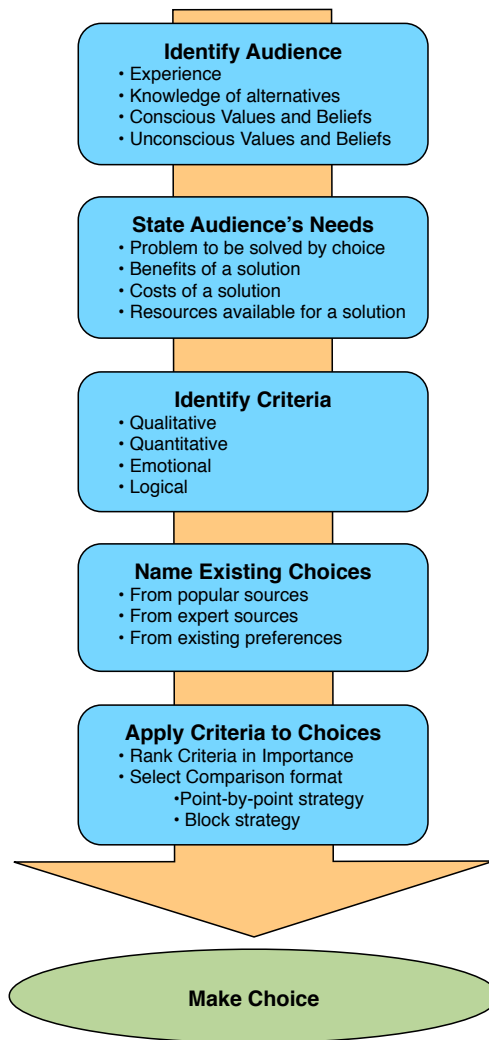 Identify Audience
• Experience
• Knowledge of alternatives
• Conscious Values and Beliefs
• Unconscious Values and Beliefs
State Audience's Needs
• Problem to be solved by choice
• Benefits of a solution
• Costs of a solution
• Resources available for a solution
Identify Criteria
• Qualitative
• Quantitative
• Emotional
• Logical
Name Existing Choices
• From popular sources
• From expert sources
• From existing preferences
Apply Criteria to Choices
• Rank Criteria in Importance
• Select Comparison format
•Point-by-point strategy
• Block strategy
Make Choice